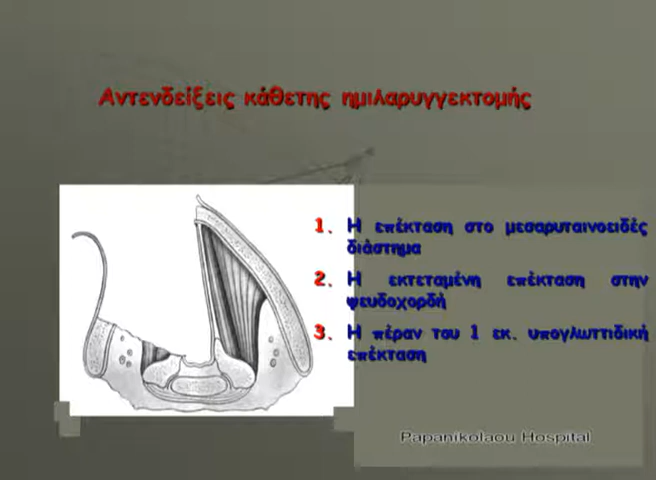 Αντενδείξεις κάθετης ημιλαρυγγεκτομής
1. Η επέκταση στο μεσαρυταινοειδές
διάστημα
2. Η εκτεταμένη επέκταση στην
ψευδοχορδή
3. Η πέραν του 1 εκ. υπογλωττιδική
επέκταση
Papanikolaou Hospital